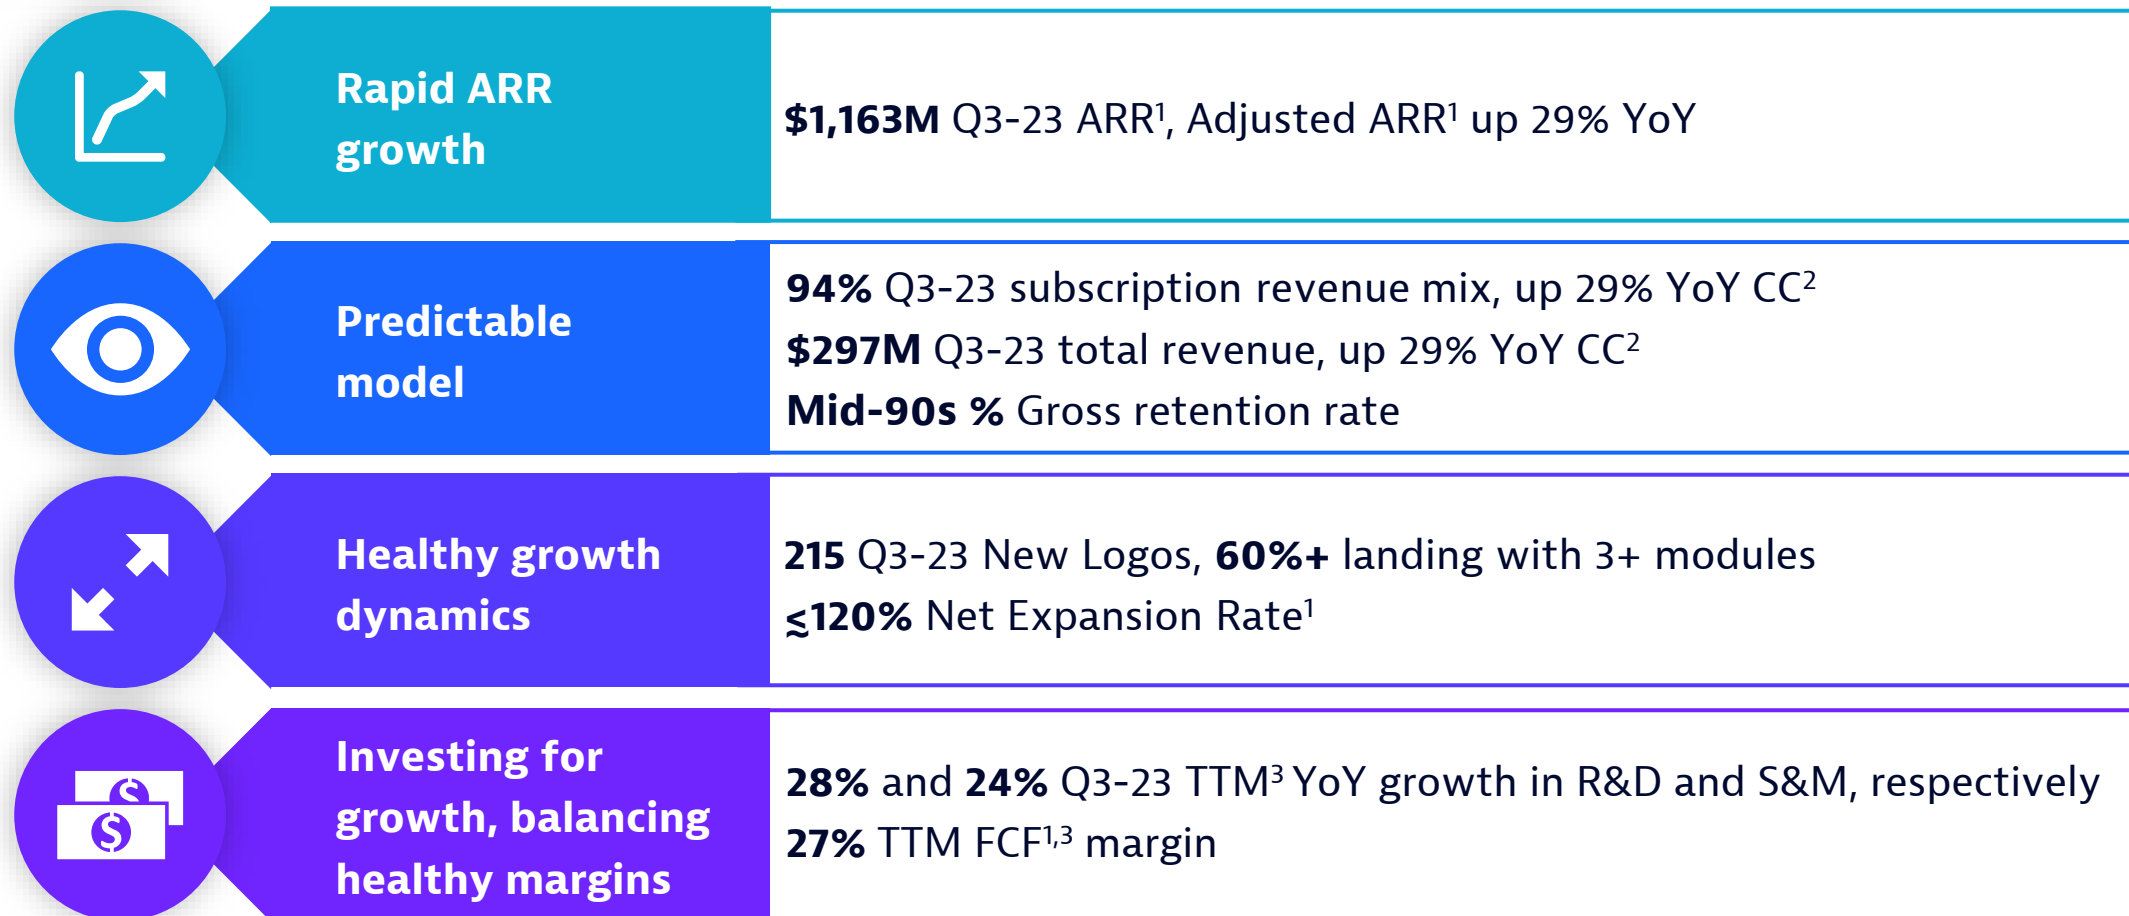 Rapid ARR
growth
$1,163M Q3-23 ARR¹, Adjusted ARR¹ up 29% YoY
Predictable
model
94% Q3-23 subscription revenue mix, up 29% YoY CC²
$297M Q3-23 total revenue, up 29% YoY CC²
Mid-90s % Gross retention rate
Healthy growth
dynamics
215 Q3-23 New Logos, 60%+ landing with 3+ modules
≲120% Net Expansion Rate¹
$
$
Investing for
growth, balancing
healthy margins
28% and 24% Q3-23 TTM³ YoY growth in R&D and S&M, respectively
27% TTM FCF¹,³ margin